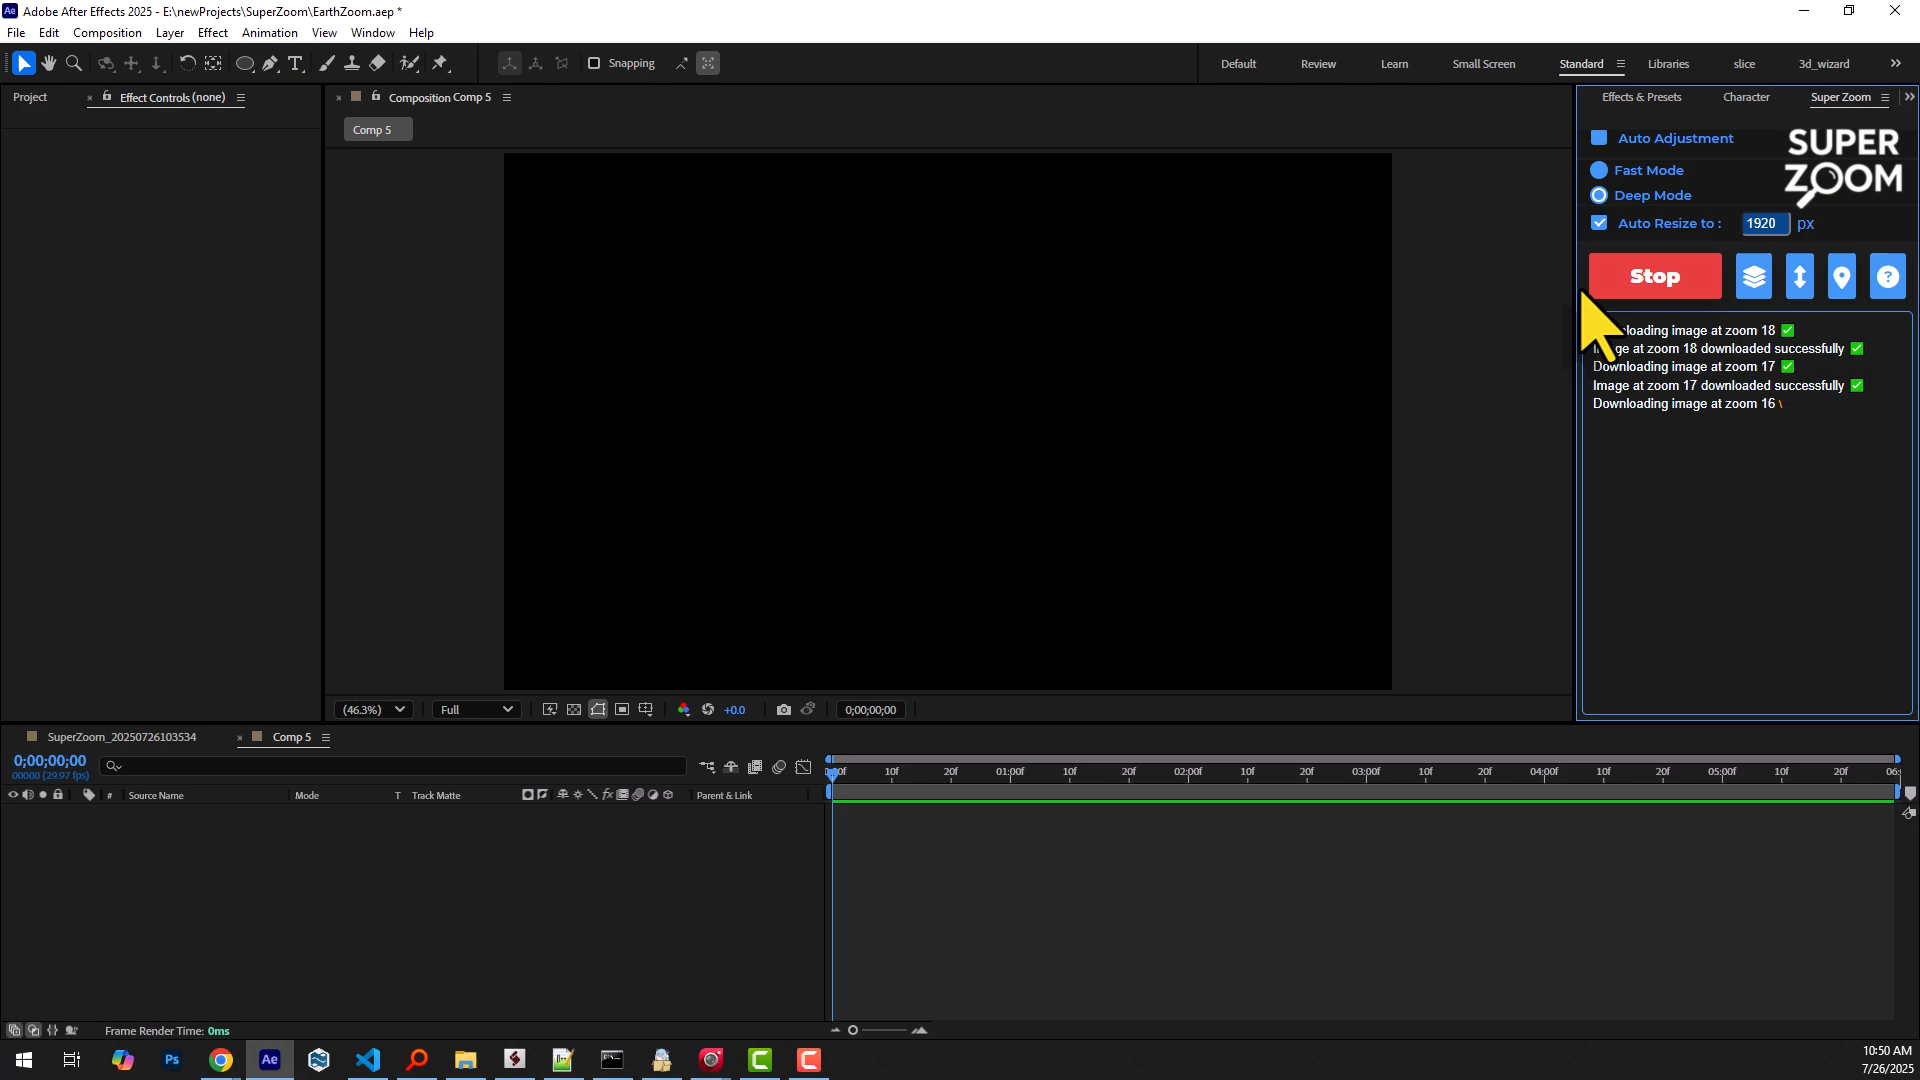 Adobe After Effects 2025 - E:\newProjects\SuperZoom\EarthZoom.aep *
File Edit Composition Layer Effect Animation View Window Help
Snapping
Default Review Learn Small Screen Standard Libraries slice 3d_wizard
Project Effect Controls (none)
Composition Comp 5
Effects & Presets Character Super Zoom
Comp 5
Auto Adjustment
SUPER ZOOM
Fast Mode
Deep Mode
Auto Resize to : 1920 px
Stop
loading image at zoom 18
ge at zoom 18 downloaded successfully
Downloading image at zoom 17
Image at zoom 17 downloaded successfully
Downloading image at zoom 16 \
(46.3%) Full +0.0 0;00;00;00
SuperZoom_20250726103534 Comp 5
0;00;00;00
00000 (29.97 fps)
10f 20f 01:00f 10f 20f 02:00f 10f 20f 03:00f 10f 20f 04:00f 10f 20f 05:00f 10f 20f 06:
# Source Name Mode T Track Matte fx Parent & Link
Frame Render Time: 0ms
Ps Ae
10:50 AM
7/26/2025